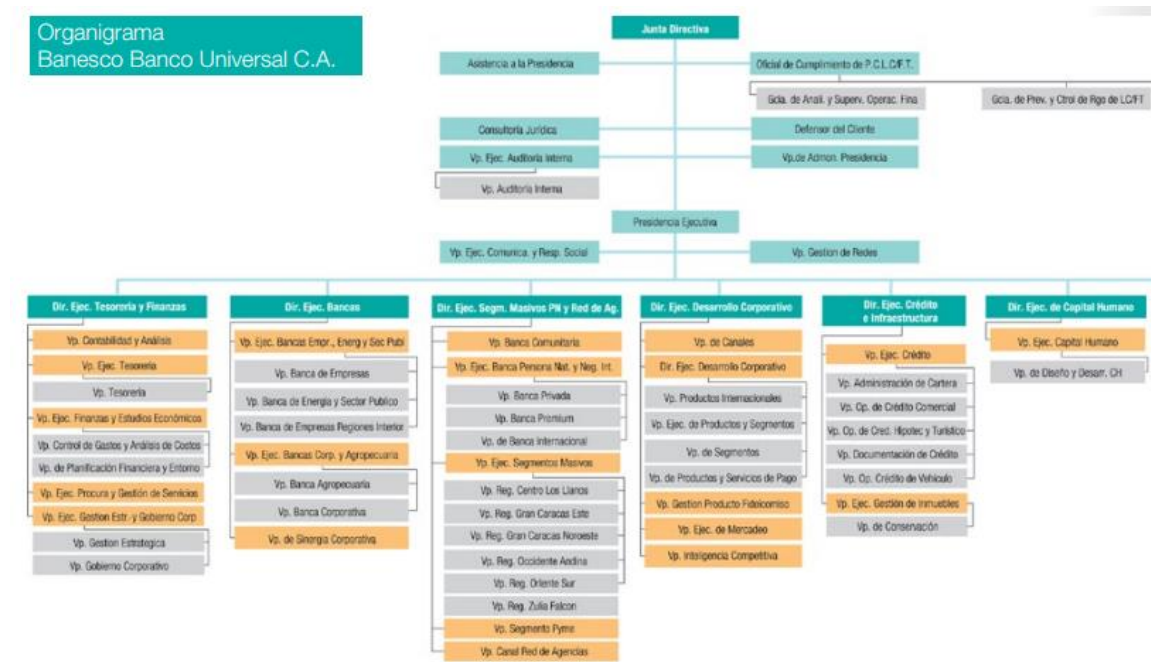 Organigrama
Banesco Banco Universal C.A.
Junta Directiva
Asistencia a la Presidencia
Oficial de Cumplimiento de P.C.L.C/F.T.
Gcia. de Anali. y Superv. Operac. Fina
Gcia. de Prev. y Ctrol de Rgo de LC/FT
Consultoría Jurídica
Defensor del Cliente
Vp. Ejec. Auditoría Interna
Vp.de Admon. Presidencia
Vp. Auditoría Interna
Presidencia Ejecutiva
Vp. Ejec. Comunica. y Resp. Social
Vp. Gestion de Redes
Dir. Ejec. Tesorería y Finanzas
Vp. Contabilidad y Análisis
Vp. Ejec. Tesorería
Vp. Tesorería
Vp. Ejec. Finanzas y Estudios Económicos
Vp. Control de Gastos y Análisis de Costos
Vp. de Planificación Financiera y Entorno
Vp. Ejec. Procura y Gestión de Servicios
Vp. Ejec. Gestion Estr. y Gobierno Corp
Vp. Gestion Estrategica
Vp. Gobierno Corporativo
Dir. Ejec. Bancas
Vp. Ejec. Bancas Empr., Energ y Sec Publ
Vp. Banca de Empresas
Vp. Banca de Energia y Sector Publico
Vp. Banca de Empresas Regiones Interior
Vp. Ejec. Bancas Corp. y Agropecuaria
Vp. Banca Agropecuaria
Vp. Banca Corporativa
Vp. de Sinergia Corporativa
Dir. Ejec. Segm. Masivos PN y Red de Ag.
Vp. Banca Comunitaria
Vp. Ejec. Banca Persona Nat. y Neg. Int.
Vp. Banca Privada
Vp. Banca Premium
Vp. de Banca Internacional
Vp. Ejec. Segmentos Masivos
Vp. Reg. Centro Los Llanos
Vp. Reg. Gran Caracas Este
Vp. Reg. Gran Caracas Noroeste
Vp. Reg. Occidente Andina
Vp. Reg. Oriente Sur
Vp. Reg. Zulia Falcon
Vp. Segmento Pyme
Vp. Canal Red de Agencias
Dir. Ejec. Desarrollo Corporativo
Vp. de Canales
Dir. Ejec. Desarrollo Corporativo
Vp. Productos Internacionales
Vp. Ejec. de Productos y Segmentos
Vp. de Segmentos
Vp. de Productos y Servicios de Pago
Vp. Gestion Producto Fideicomiso
Vp. Ejec. de Mercadeo
Vp. Inteligencia Competitiva
Dir. Ejec. Crédito
e Infraestructura
Vp. Ejec. Crédito
Vp. Administración de Cartera
Vp. Op. de Crédito Comercial
Vp. Op. de Cred. Hipotec y Turístico
Vp. Documentación de Crédito
Vp. Op. Crédito de Vehículo
Vp. Ejec. Gestión de Inmuebles
Vp. de Conservación
Dir. Ejec. de Capital Humano
Vp. Ejec. Capital Humano
Vp. de Diseño y Desarr. CH